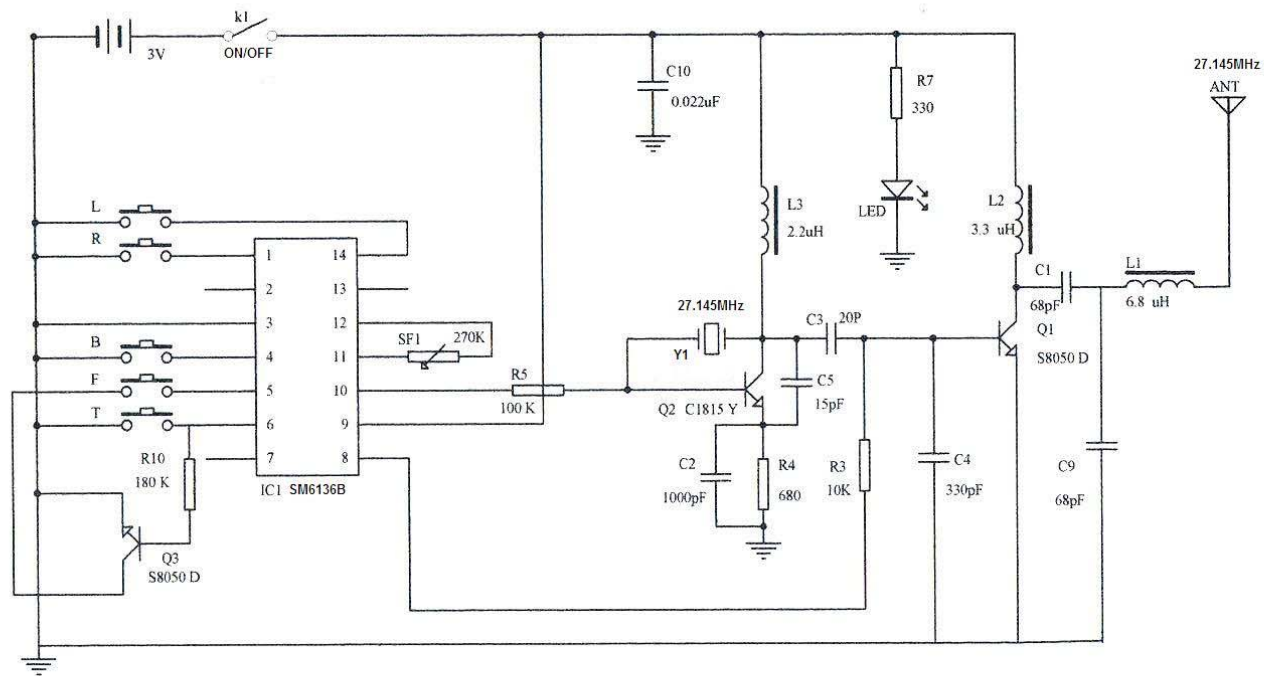 k1
3V
ON/OFF
C10
0.022uF
R7
330
27.145MHz
ANT
L3
2.2uH
LED
L2
3.3 uH
L
R
1
14
2
13
3
12
B
4
11
SF1
270K
F
5
10
T
6
9
7
8
R10
180 K
IC1 SM6136B
Q3
S8050 D
R5
100 K
27.145MHz
Y1
C3
20P
C5
15pF
Q2 C1815 Y
C2
1000pF
R4
680
R3
10K
C4
330pF
C1
68pF
L1
6.8 uH
Q1
S8050 D
C9
68pF